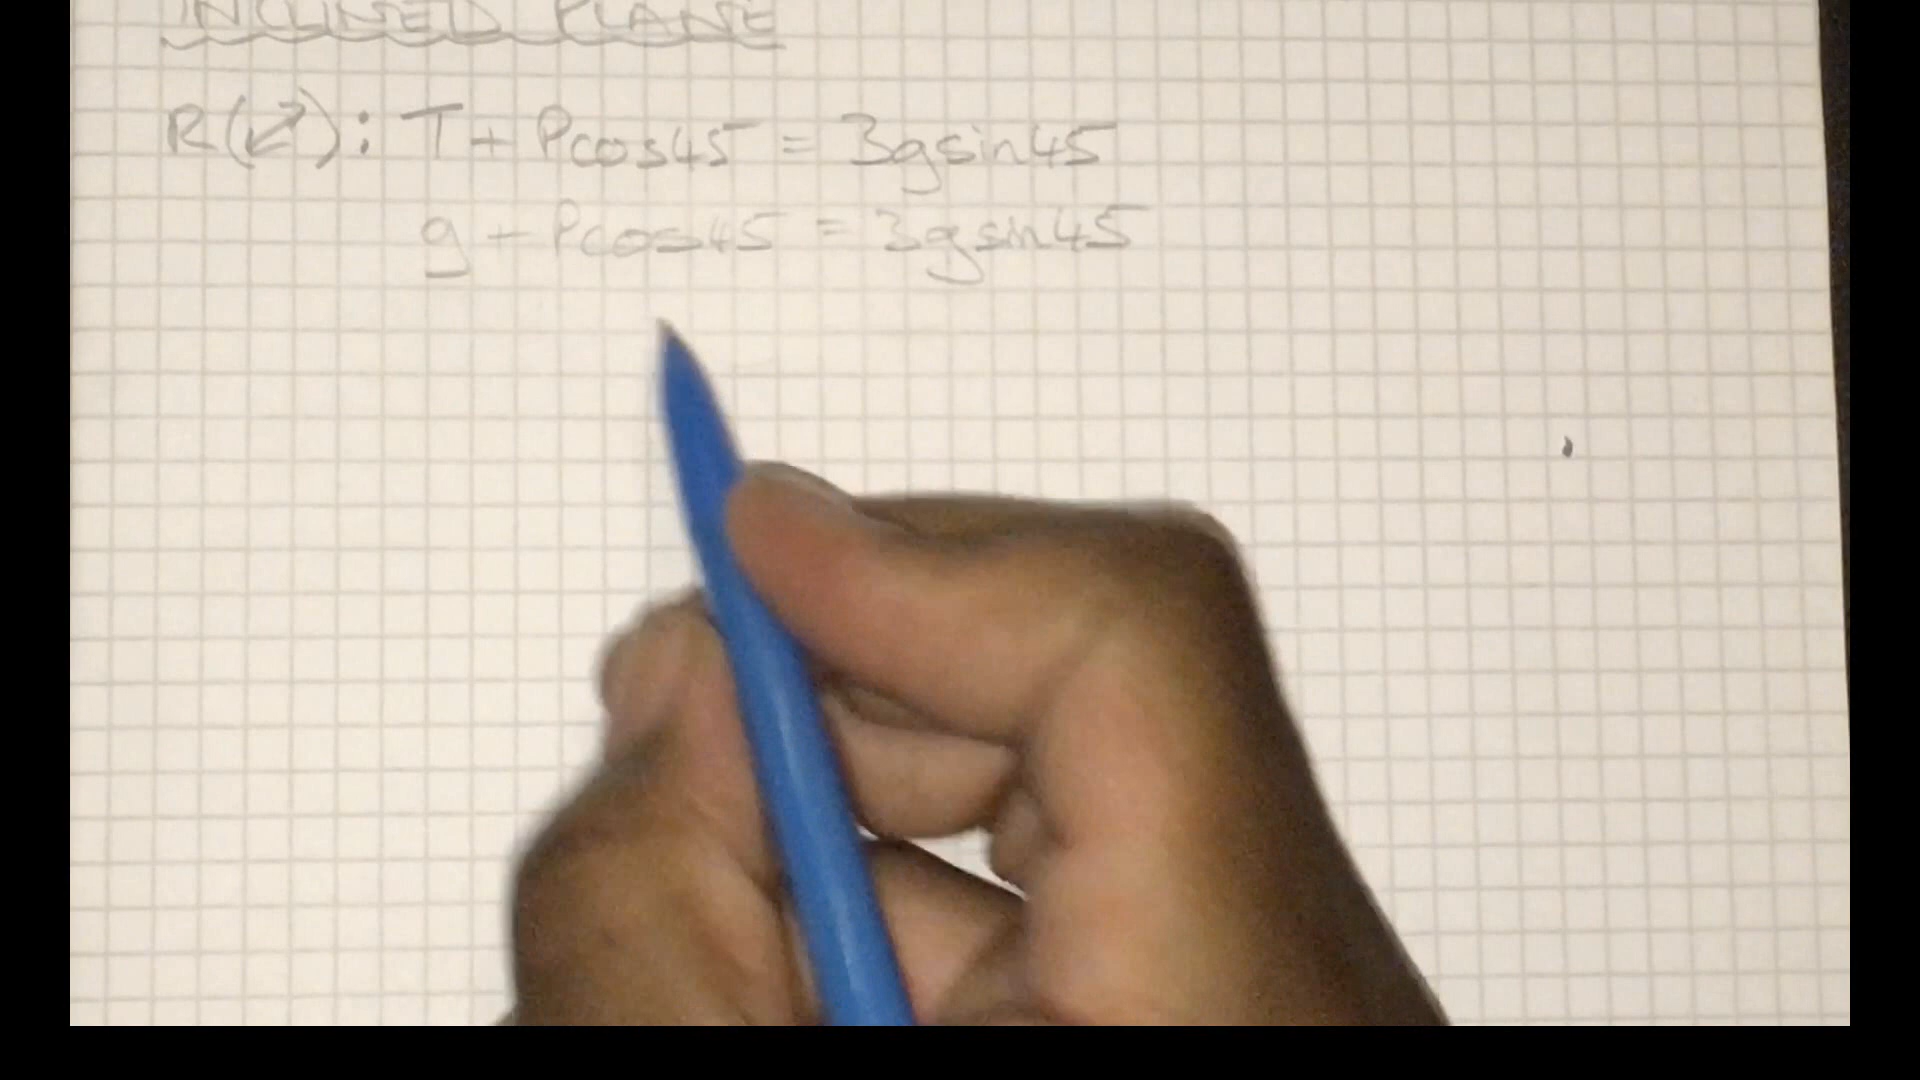 INCLINED PLANE
R(↙↗): T + Pcos45 = 3gsin45
g + Pcos45 = 3gsin45